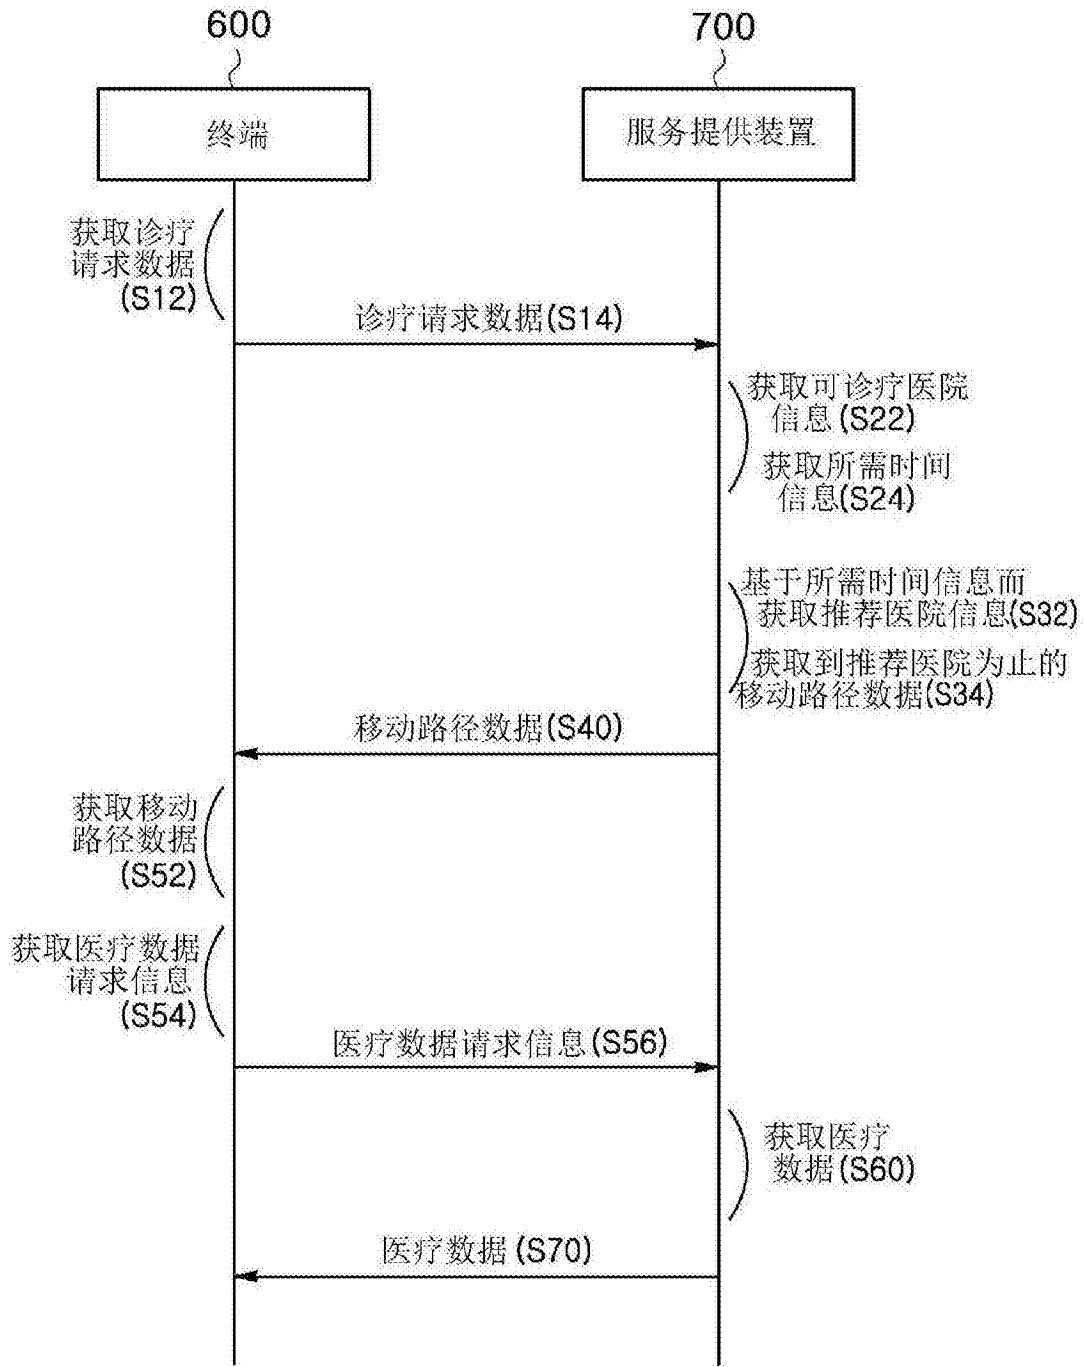 600
700
终端
服务提供装置
获取诊疗
请求数据
(S12)
诊疗请求数据(S14)
获取可诊疗医院
信息(S22)
获取所需时间
信息(S24)
基于所需时间信息而
获取推荐医院信息(S32)
获取到推荐医院为止的
移动路径数据(S34)
移动路径数据(S40)
获取移动
路径数据
(S52)
获取医疗数据
请求信息
(S54)
医疗数据请求信息(S56)
获取医疗
数据(S60)
医疗数据(S70)